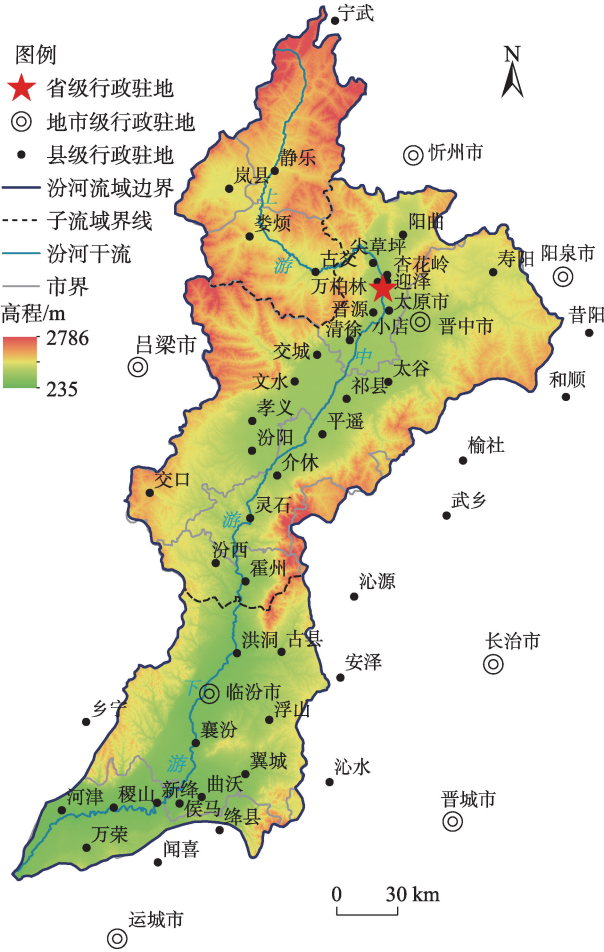 宁武
图例
N
省级行政驻地
地市级行政驻地
县级行政驻地
汾河流域边界
子流域界线
汾河干流
市界
高程/m
2786
235
忻州市
静乐
岚县
上
娄烦
游
阳曲
尖草坪
古交
杏花岭
寿阳
阳泉市
万柏林
迎泽
晋源
太原市
清徐
小店
晋中市
昔阳
吕梁市
交城
中
太谷
文水
祁县
和顺
孝义
平遥
汾阳
榆社
介休
交口
武乡
灵石
游
汾西
霍州
沁源
洪洞
古县
长治市
安泽
下
临汾市
乡宁
浮山
襄汾
游
翼城
沁水
河津
稷山
新绛
曲沃
侯马
绛县
晋城市
万荣
闻喜
0
30 km
运城市